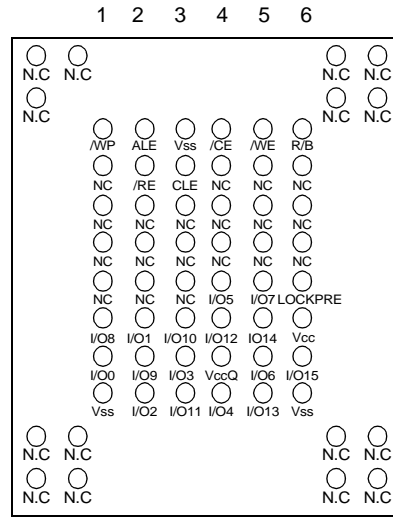 1 2 3 4 5 6
N.C N.C N.C N.C
N.C N.C N.C
/WP ALE Vss /CE /WE R/B
NC /RE CLE NC NC NC
NC NC NC NC NC NC
NC NC NC NC NC NC
NC NC NC I/O5 I/O7 LOCKPRE
I/O8 I/O1 I/O10 I/O12 IO14 Vcc
I/O0 I/O9 I/O3 VccQ I/O6 I/O15
Vss I/O2 I/O11 I/O4 I/O13 Vss
N.C N.C N.C N.C
N.C N.C N.C N.C